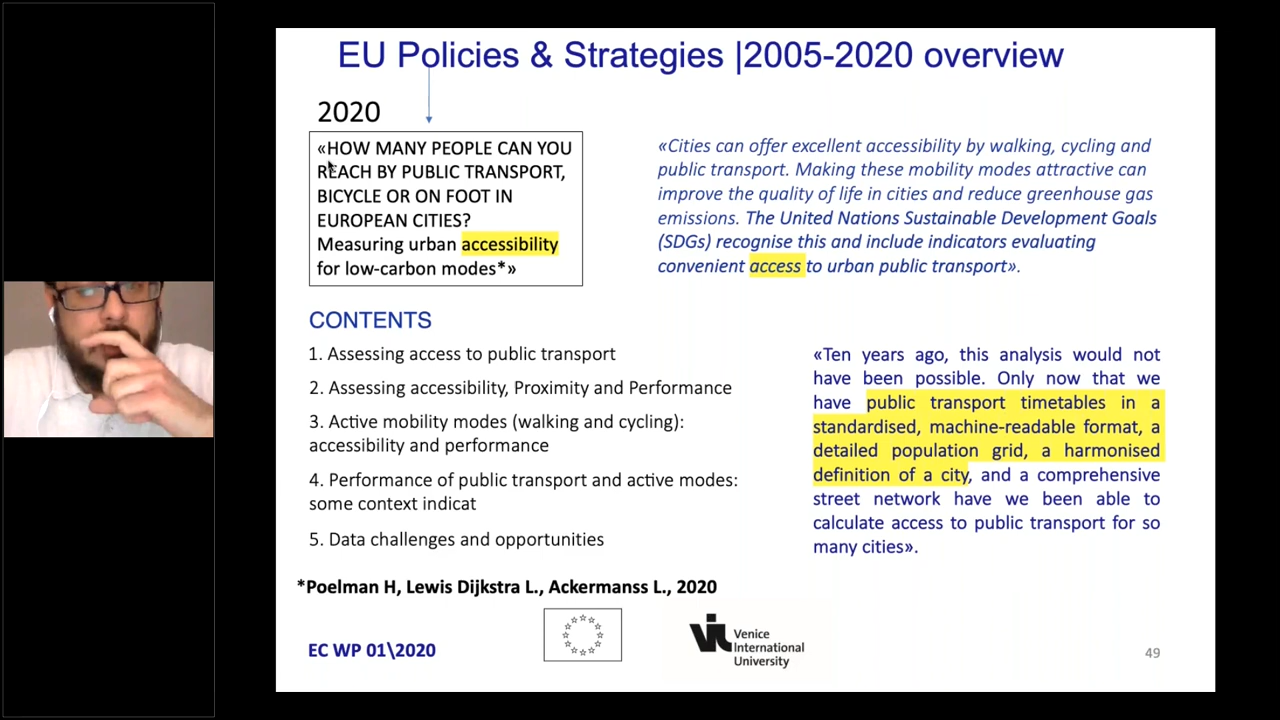 EU Policies & Strategies |2005-2020 overview
2020
«HOW MANY PEOPLE CAN YOU
REACH BY PUBLIC TRANSPORT,
BICYCLE OR ON FOOT IN
EUROPEAN CITIES?
Measuring urban accessibility
for low-carbon modes*»
«Cities can offer excellent accessibility by walking, cycling and
public transport. Making these mobility modes attractive can
improve the quality of life in cities and reduce greenhouse gas
emissions. The United Nations Sustainable Development Goals
(SDGs) recognise this and include indicators evaluating
convenient access to urban public transport».
CONTENTS
1. Assessing access to public transport
2. Assessing accessibility, Proximity and Performance
3. Active mobility modes (walking and cycling):
accessibility and performance
4. Performance of public transport and active modes:
some context indicat
5. Data challenges and opportunities
«Ten years ago, this analysis would not
have been possible. Only now that we
have public transport timetables in a
standardised, machine-readable format, a
detailed population grid, a harmonised
definition of a city, and a comprehensive
street network have we been able to
calculate access to public transport for so
many cities».
*Poelman H, Lewis Dijkstra L., Ackermanss L., 2020
EC WP 01\2020
VIU
Venice
International
University
49